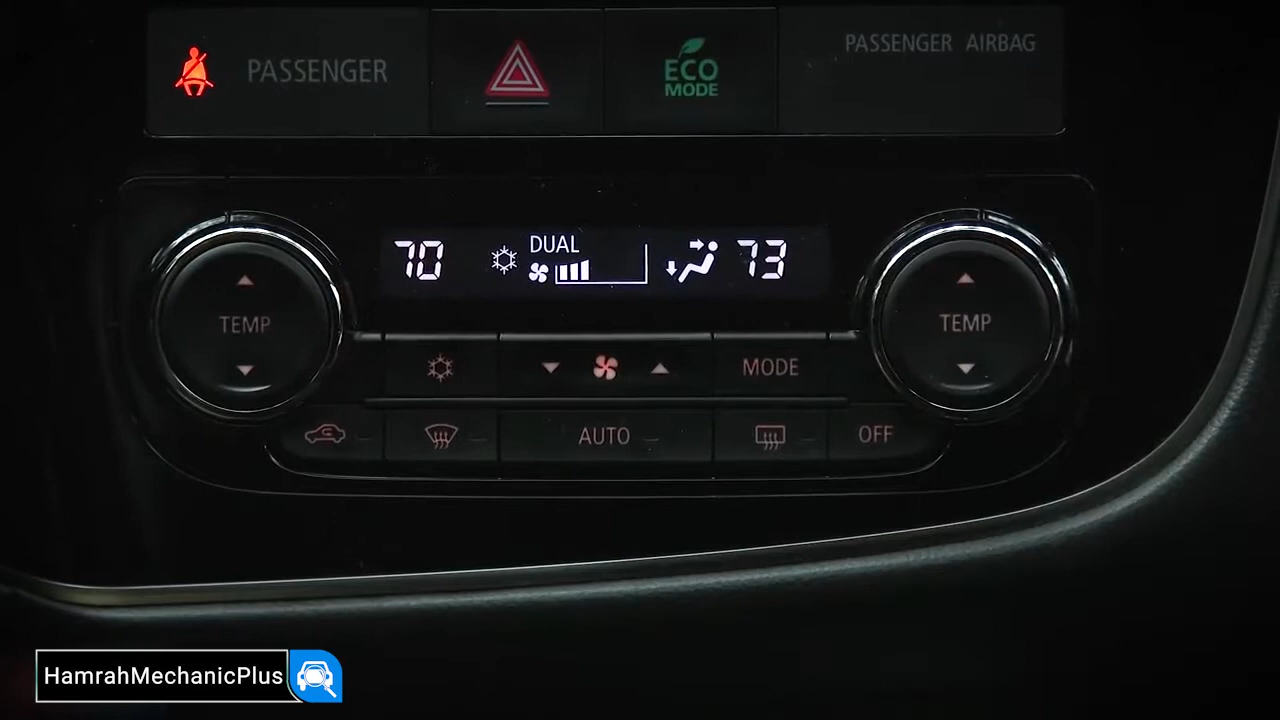 PASSENGER
ECO
MODE
PASSENGER AIRBAG
70
DUAL
73
TEMP
TEMP
MODE
AUTO
OFF
HamrahMechanicPlus